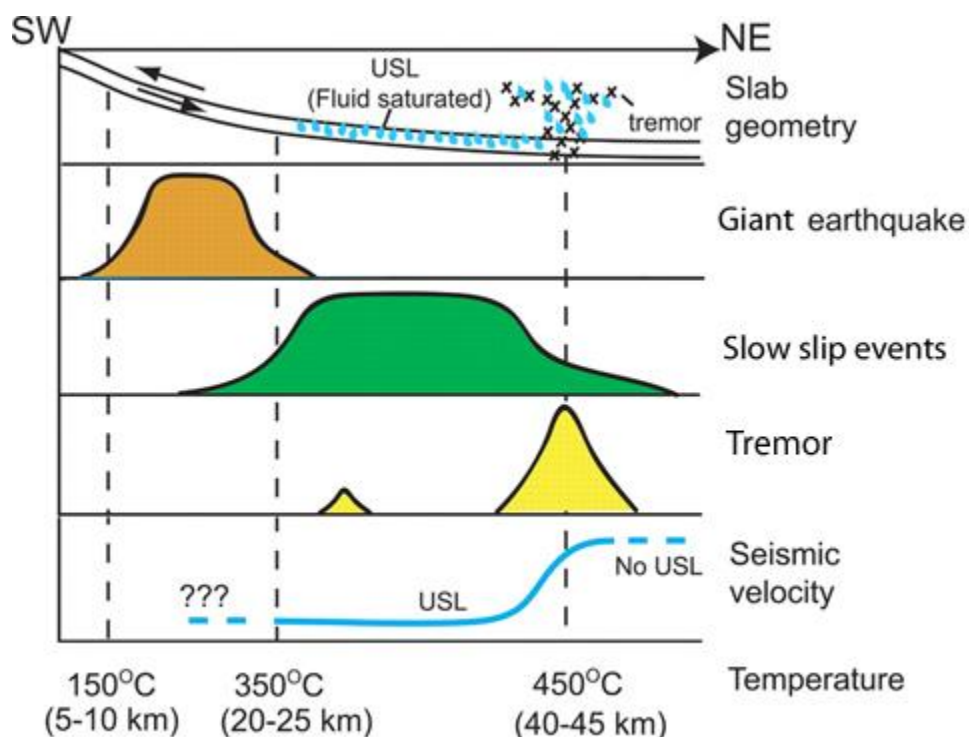 SW
NE
USL
(Fluid saturated)
tremor
Slab
geometry
Giant earthquake
Slow slip events
Tremor
???
USL
No USL
Seismic
velocity
150°C
(5-10 km)
350°C
(20-25 km)
450°C
(40-45 km)
Temperature